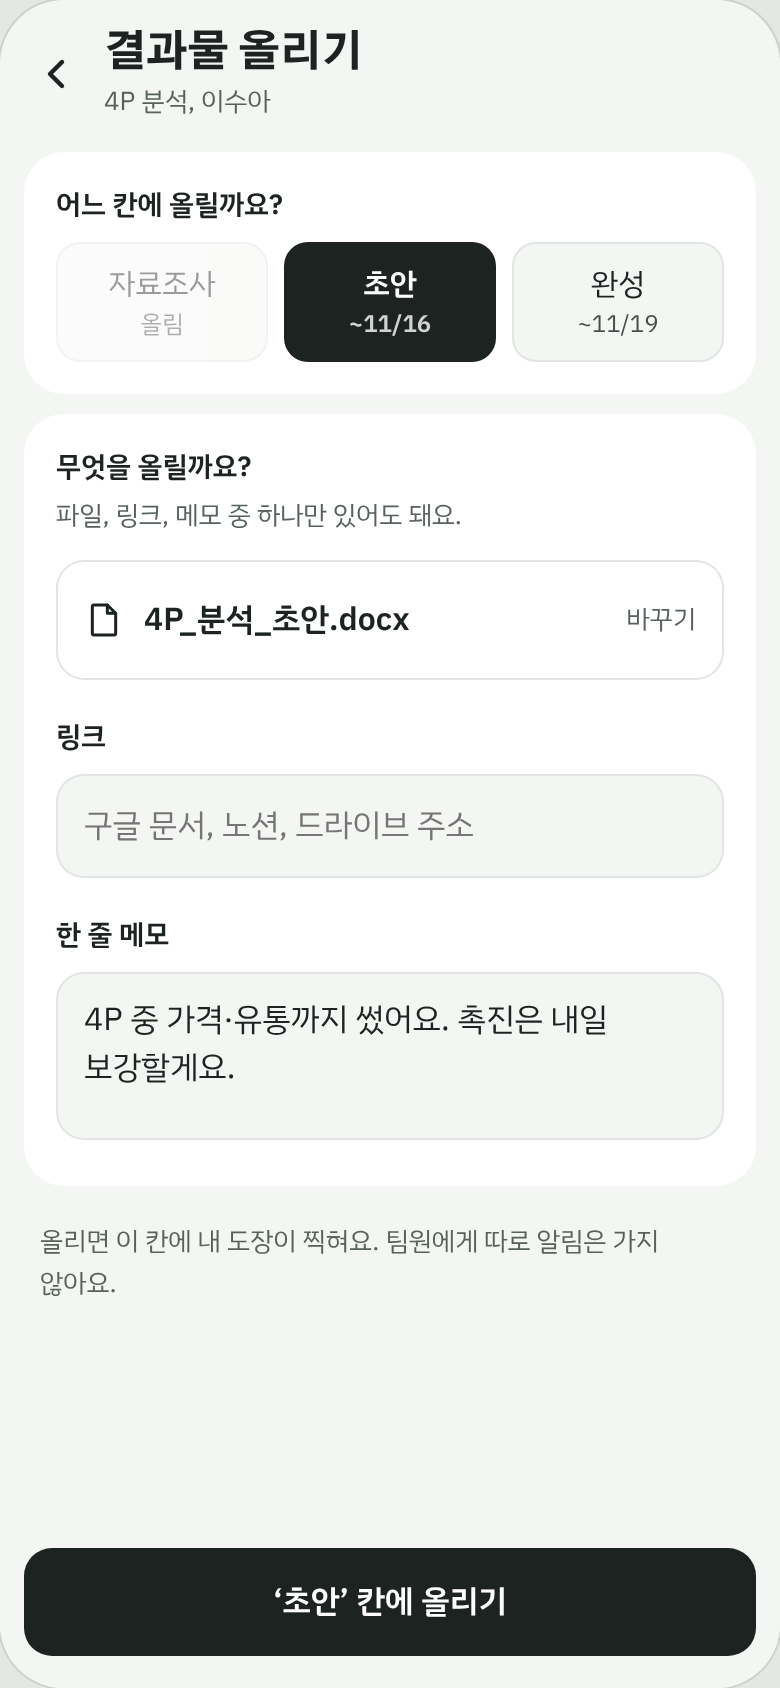 결과물 올리기
4P 분석, 이수아
어느 칸에 올릴까요?
자료조사
올림
초안
~11/16
완성
~11/19
무엇을 올릴까요?
파일, 링크, 메모 중 하나만 있어도 돼요.
4P_분석_초안.docx
바꾸기
링크
구글 문서, 노션, 드라이브 주소
한 줄 메모
4P 중 가격·유통까지 썼어요. 촉진은 내일
보강할게요.
올리면 이 칸에 내 도장이 찍혀요. 팀원에게 따로 알림은 가지
않아요.
‘초안’ 칸에 올리기